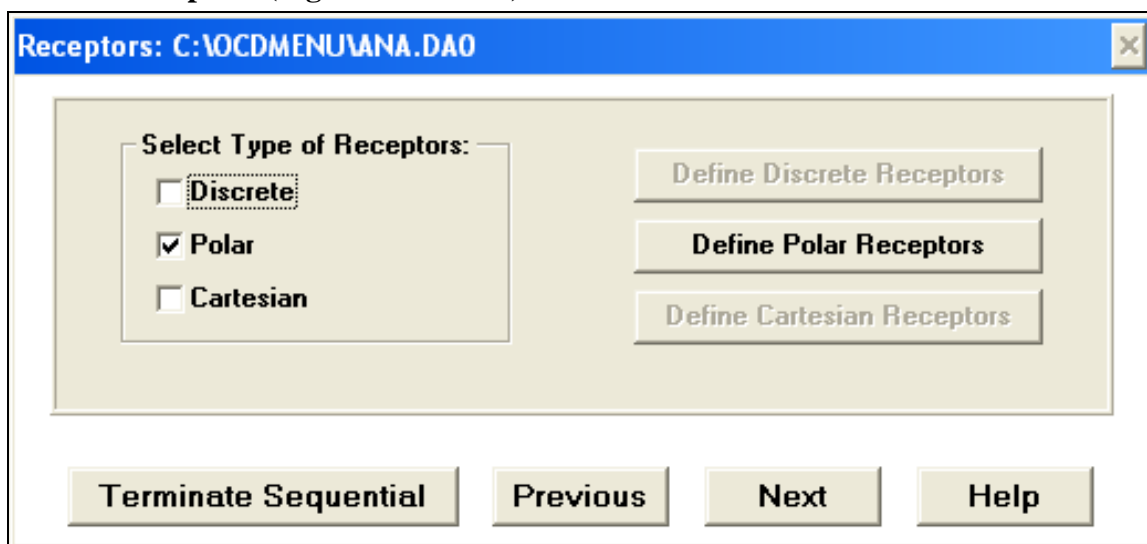 Receptors: C:\OCDMENU\ANA.DA0
Select Type of Receptors:
Discrete
Polar
Cartesian
Define Discrete Receptors
Define Polar Receptors
Define Cartesian Receptors
Terminate Sequential
Previous
Next
Help